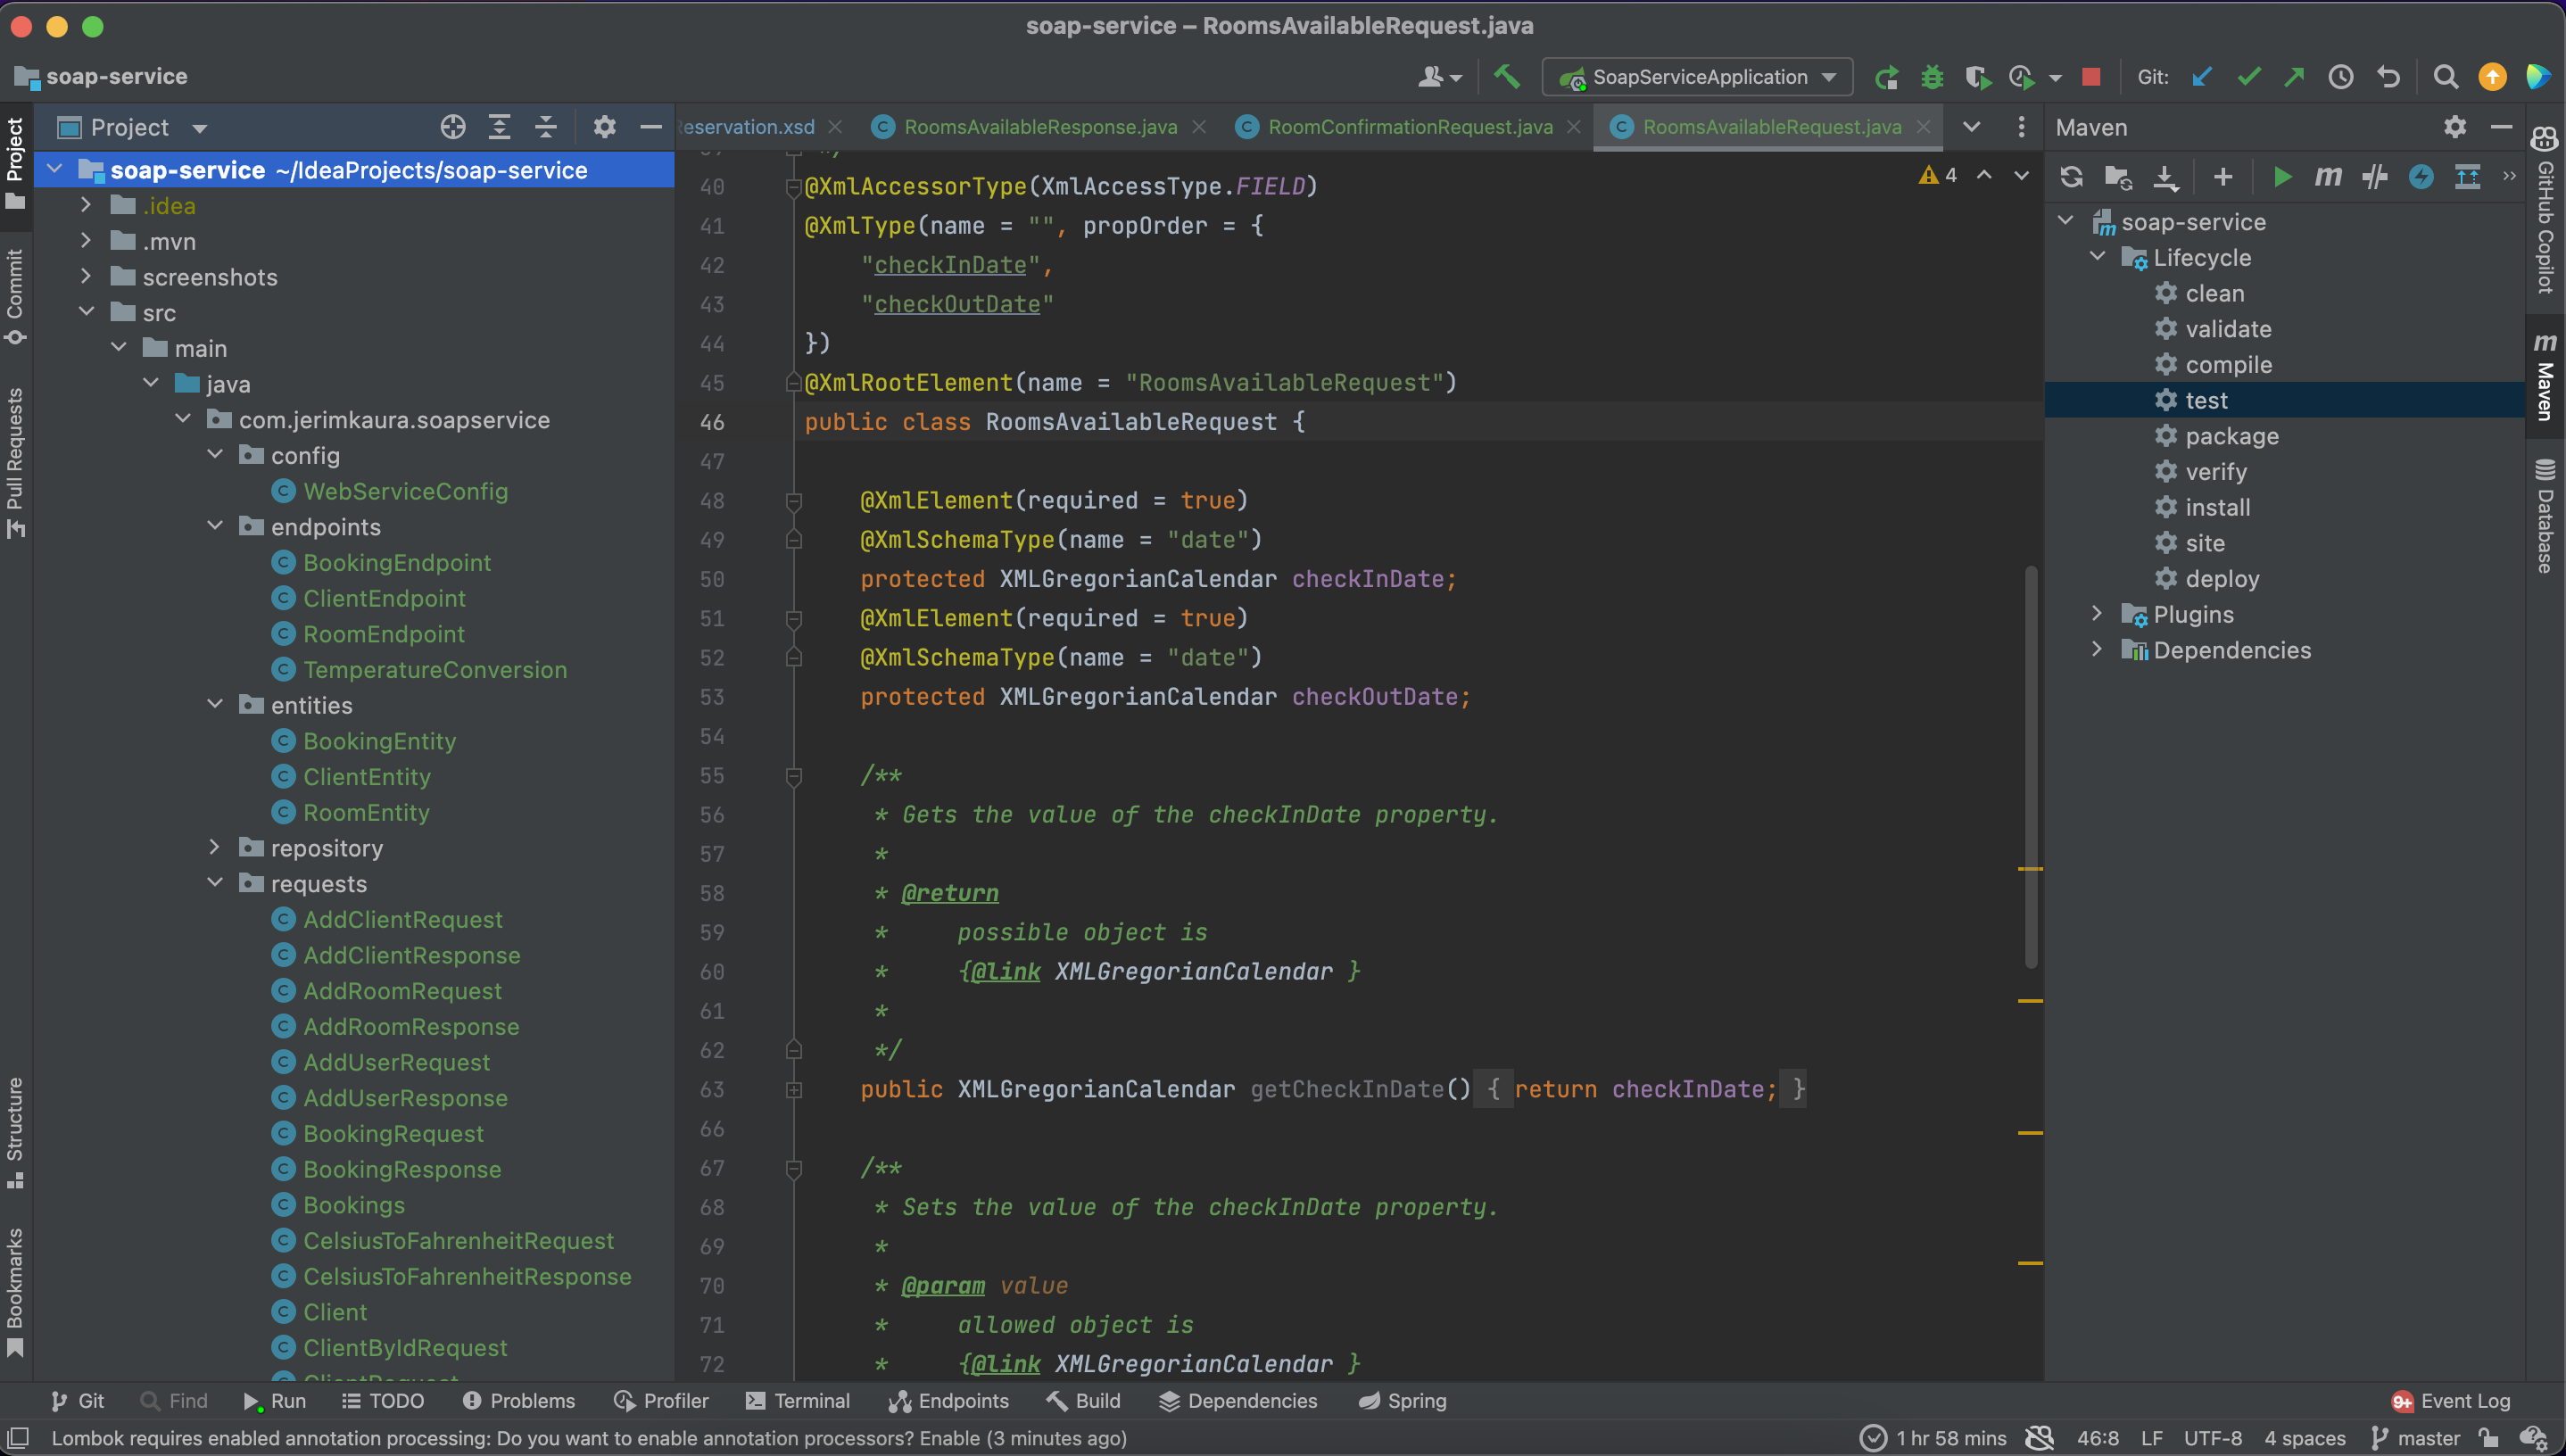 soap-service – RoomsAvailableRequest.java
soap-service
SoapServiceApplication
Git:
Project
eservation.xsd
RoomsAvailableResponse.java
RoomConfirmationRequest.java
RoomsAvailableRequest.java
Maven
Project
Commit
Pull Requests
Structure
Bookmarks
soap-service ~/IdeaProjects/soap-service
.idea
.mvn
screenshots
src
main
java
com.jerimkaura.soapservice
config
WebServiceConfig
endpoints
BookingEndpoint
ClientEndpoint
RoomEndpoint
TemperatureConversion
entities
BookingEntity
ClientEntity
RoomEntity
repository
requests
AddClientRequest
AddClientResponse
AddRoomRequest
AddRoomResponse
AddUserRequest
AddUserResponse
BookingRequest
BookingResponse
Bookings
CelsiusToFahrenheitRequest
CelsiusToFahrenheitResponse
Client
ClientByIdRequest
ClientRequest
4
40 @XmlAccessorType(XmlAccessType.FIELD)
41 @XmlType(name = "", propOrder = {
42 "checkInDate",
43 "checkOutDate"
44 })
45 @XmlRootElement(name = "RoomsAvailableRequest")
46 public class RoomsAvailableRequest {
47
48 @XmlElement(required = true)
49 @XmlSchemaType(name = "date")
50 protected XMLGregorianCalendar checkInDate;
51 @XmlElement(required = true)
52 @XmlSchemaType(name = "date")
53 protected XMLGregorianCalendar checkOutDate;
54
55 /**
56 * Gets the value of the checkInDate property.
57 *
58 * @return
59 * possible object is
60 * {@link XMLGregorianCalendar }
61 *
62 */
63 public XMLGregorianCalendar getCheckInDate() { return checkInDate; }
66
67 /**
68 * Sets the value of the checkInDate property.
69 *
70 * @param value
71 * allowed object is
72 * {@link XMLGregorianCalendar }
m
soap-service
Lifecycle
clean
validate
compile
test
package
verify
install
site
deploy
Plugins
Dependencies
GitHub Copilot
m Maven
Database
Git
Find
Run
TODO
Problems
Profiler
Terminal
Endpoints
Build
Dependencies
Spring
9+ Event Log
Lombok requires enabled annotation processing: Do you want to enable annotation processors? Enable (3 minutes ago)
1 hr 58 mins
46:8
LF
UTF-8
4 spaces
master